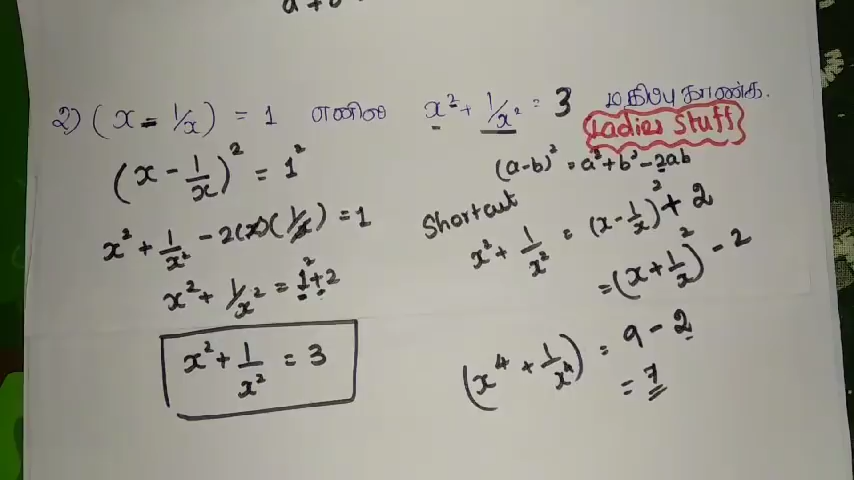 2) (x - 1/x) = 1 எனில் x² + 1/x² = 3 மதிப்பு காண்க.
Ladies Stuff
(x - 1/x)² = 1²
x² + 1/x² - 2(x)(1/x) = 1
x² + 1/x² = 1² + 2
x² + 1/x² = 3
(a-b)² = a² + b² - 2ab
Shortcut
x² + 1/x² = (x - 1/x)² + 2
= (x + 1/x)² - 2
(x⁴ + 1/x⁴) = 9 - 2
= 7